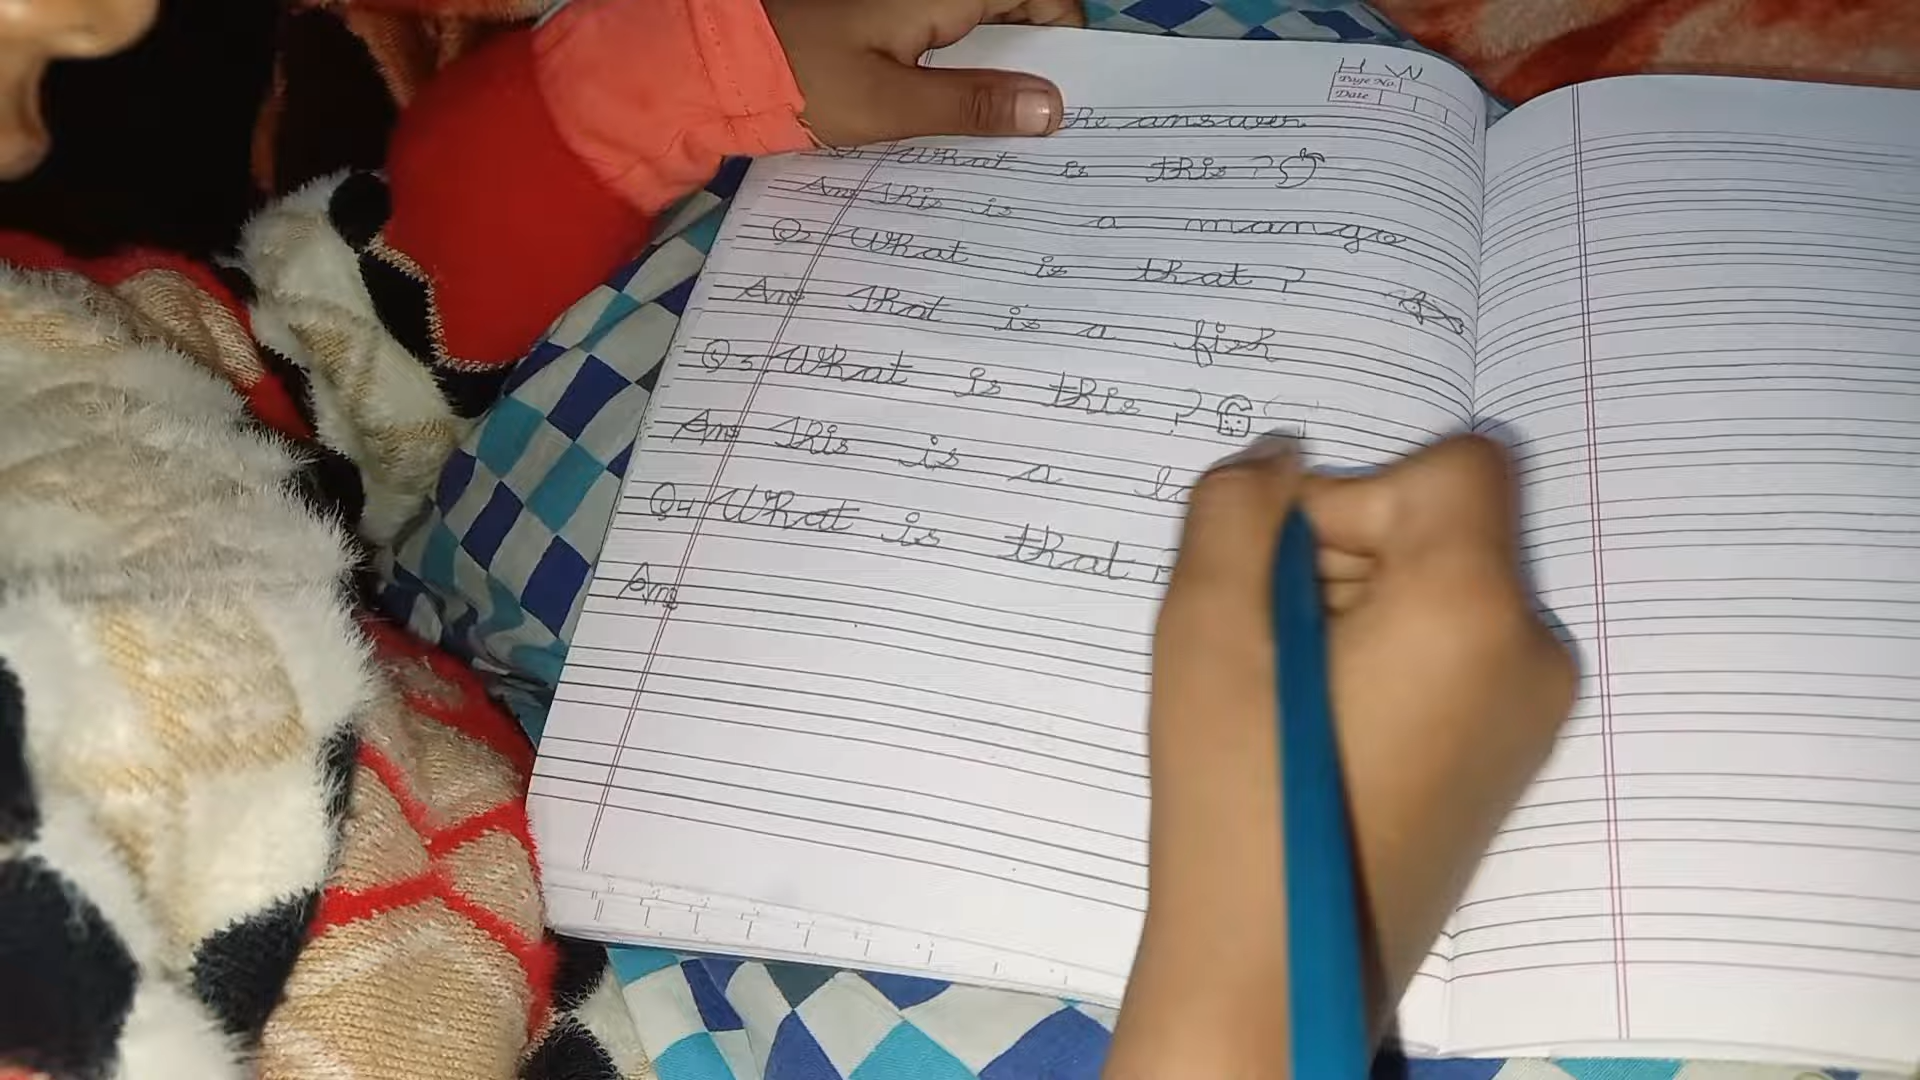 H W
Page No.
Date
the answer
What is this ?
Ans This is a mango
Q2 What is that ?
Ans That is a fish
Q3 What is this ?
Ans This is a
Q4 What is that ?
Ans